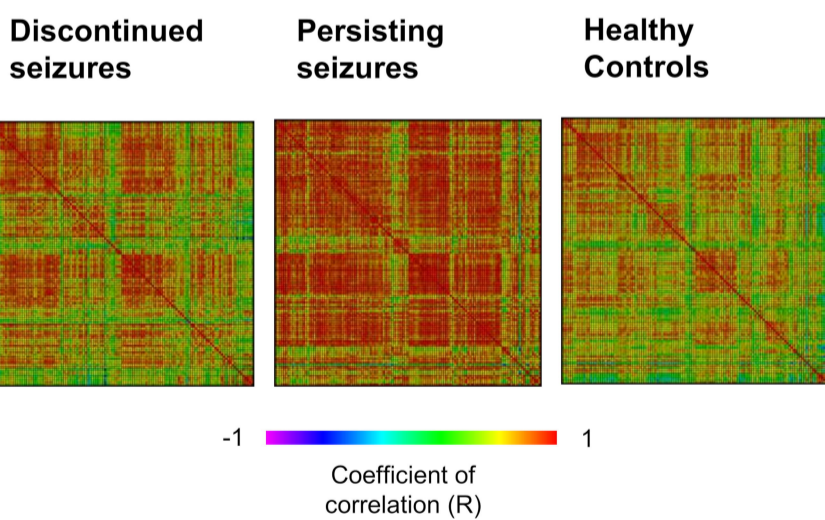 Discontinued
seizures
Persisting
seizures
Healthy
Controls
-1
1
Coefficient of
correlation (R)